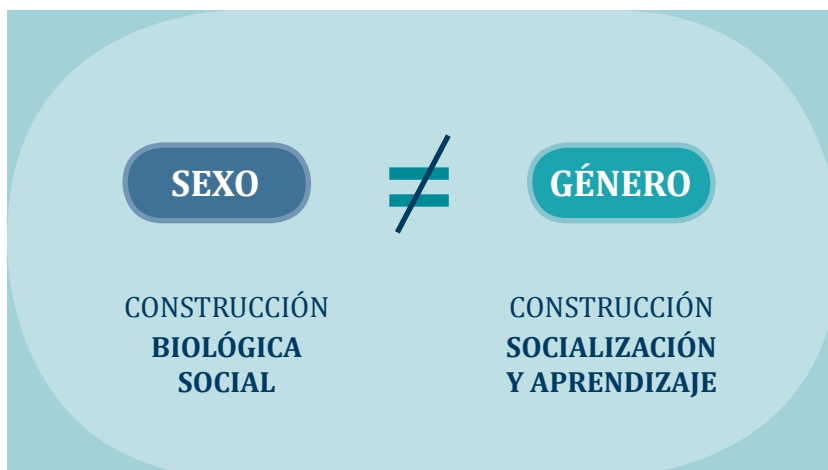 SEXO
≠
GÉNERO
CONSTRUCCIÓN
BIOLÓGICA
SOCIAL
CONSTRUCCIÓN
SOCIALIZACIÓN
Y APRENDIZAJE